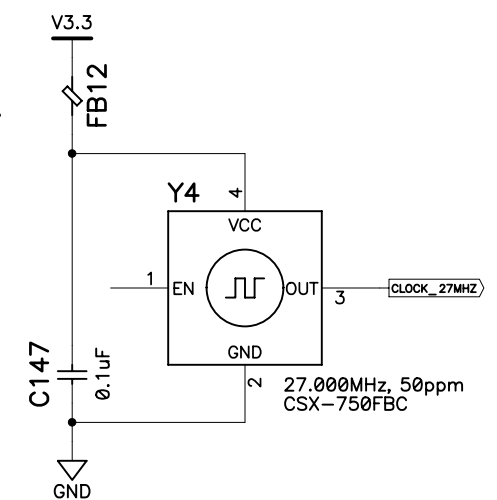 V3.3
FB12
Y4
4
VCC
1
EN
OUT
3
CLOCK_27MHZ
GND
2
C147
0.1uF
27.000MHz, 50ppm
CSX-750FBC
GND